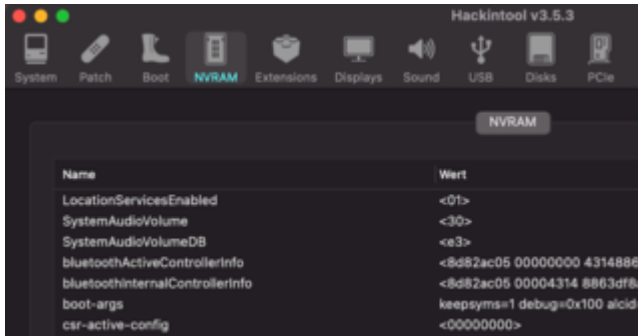 Hackintool v3.5.3
System Patch Boot NVRAM Extensions Displays Sound USB Disks PCIe
NVRAM
Name Wert
LocationServicesEnabled <01>
SystemAudioVolume <30>
SystemAudioVolumeDB <e3>
bluetoothActiveControllerInfo <8d82ac05 00000000 4314886
bluetoothInternalControllerInfo <8d82ac05 00004314 8863df8
boot-args keepsyms=1 debug=0x100 alcid
csr-active-config <00000000>